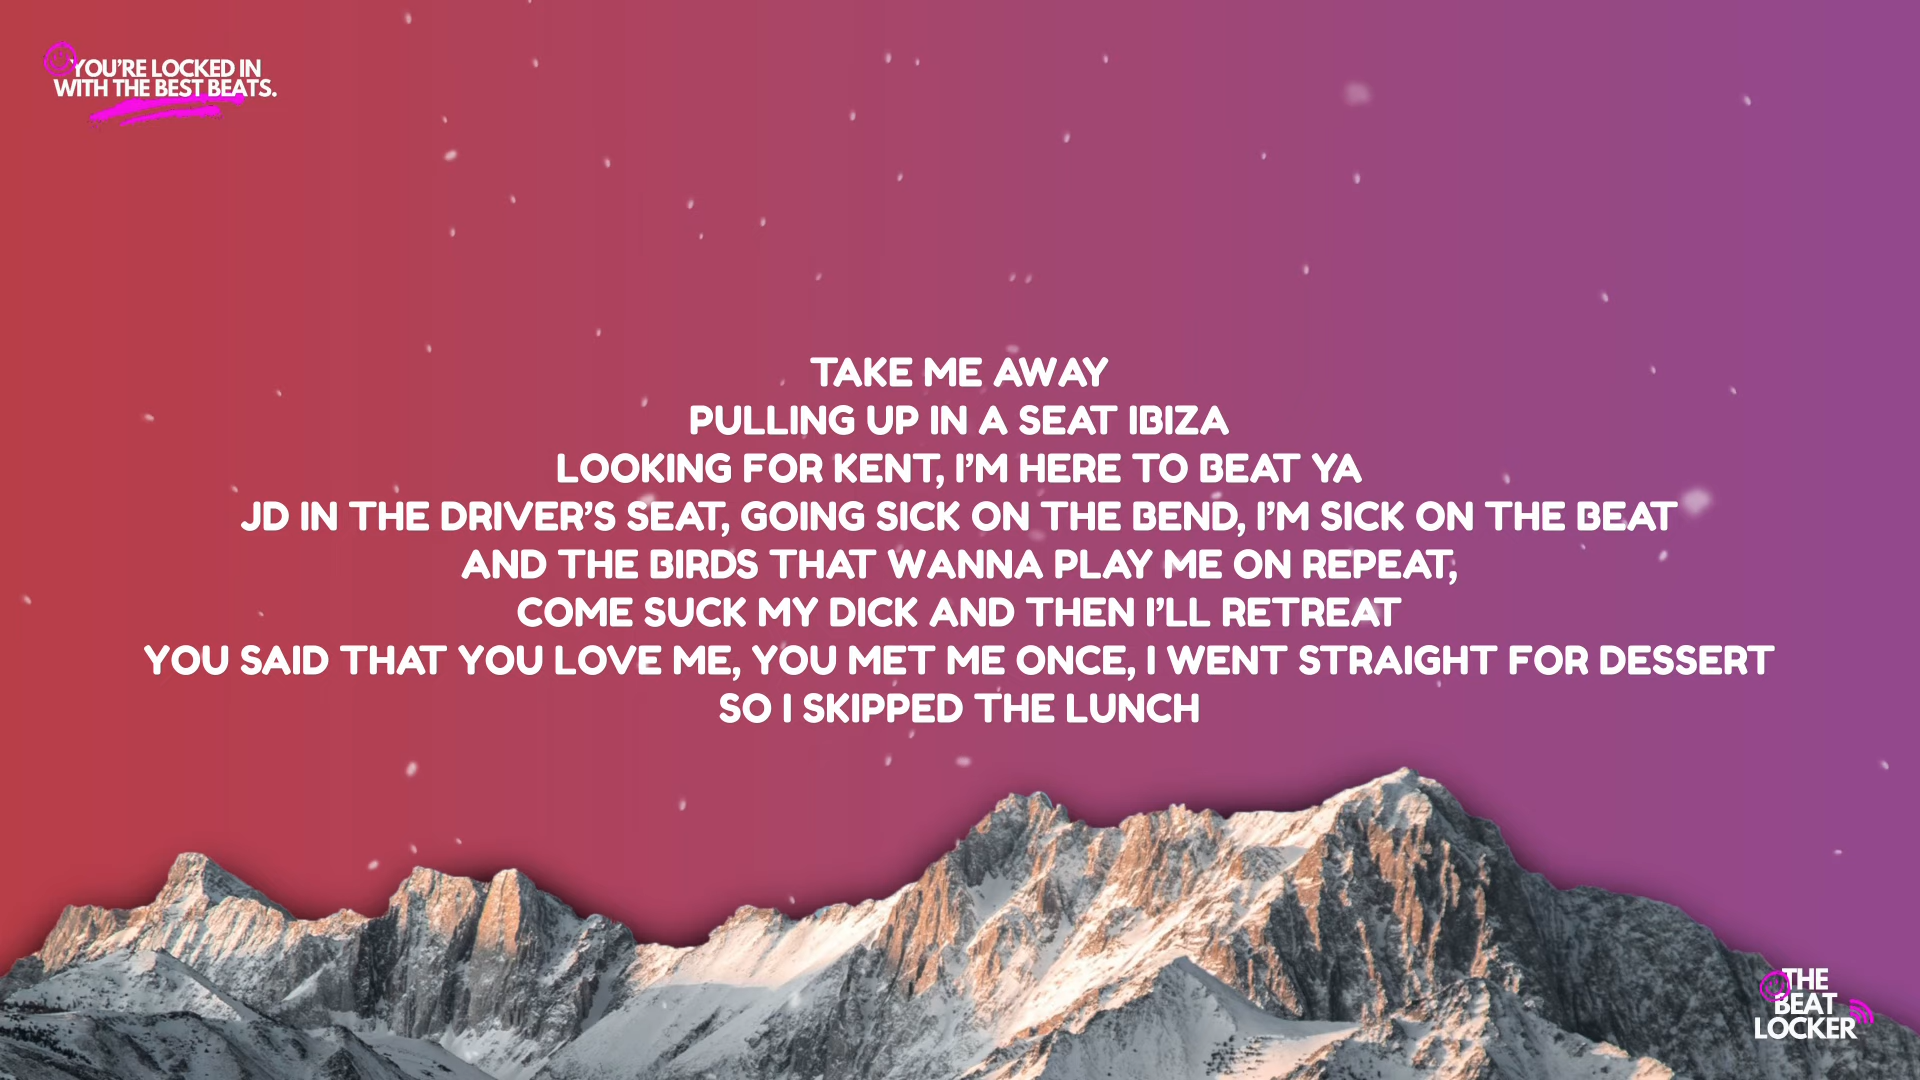 YOU'RE LOCKED IN
WITH THE BEST BEATS.
TAKE ME AWAY
PULLING UP IN A SEAT IBIZA
LOOKING FOR KENT, I'M HERE TO BEAT YA
JD IN THE DRIVER'S SEAT, GOING SICK ON THE BEND, I'M SICK ON THE BEAT
AND THE BIRDS THAT WANNA PLAY ME ON REPEAT,
COME SUCK MY DICK AND THEN I'LL RETREAT
YOU SAID THAT YOU LOVE ME, YOU MET ME ONCE, I WENT STRAIGHT FOR DESSERT
SO I SKIPPED THE LUNCH
THE
BEAT
LOCKER